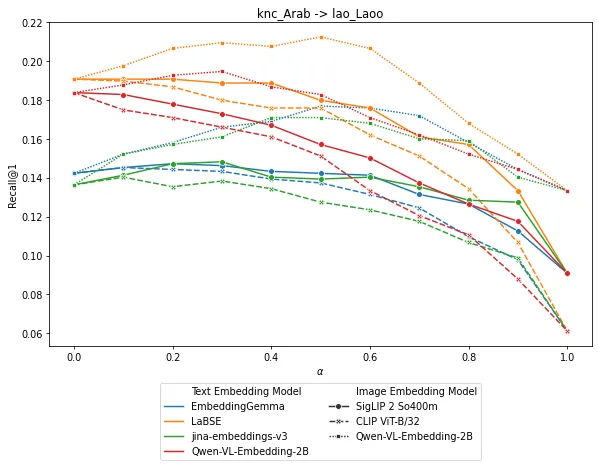 knc_Arab -> lao_Laoo
Recall@1
0.22
0.20
0.18
0.16
0.14
0.12
0.10
0.08
0.06
0.0
0.2
0.4
0.6
0.8
1.0
α
Text Embedding Model
EmbeddingGemma
LaBSE
jina-embeddings-v3
Qwen-VL-Embedding-2B
Image Embedding Model
SigLIP 2 So400m
CLIP ViT-B/32
Qwen-VL-Embedding-2B